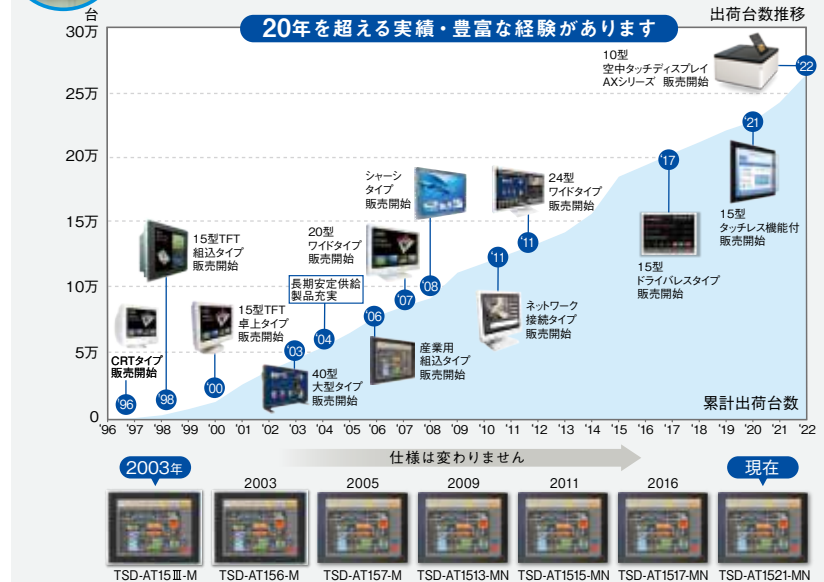 台
20年を超える実績・豊富な経験があります
出荷台数推移
30万
25万
20万
15万
10万
5万
0
10型
空中タッチディスプレイ
AXシリーズ 販売開始
'22
'21
15型
タッチレス機能付
販売開始
'17
15型
ドライバレスタイプ
販売開始
24型
ワイドタイプ
販売開始
'11
'11
ネットワーク
接続タイプ
販売開始
シャーシ
タイプ
販売開始
'08
20型
ワイドタイプ
販売開始
'07
'06
産業用
組込タイプ
販売開始
長期安定供給
製品充実
'04
'03
40型
大型タイプ
販売開始
15型TFT
卓上タイプ
販売開始
'00
15型TFT
組込タイプ
販売開始
'98
CRTタイプ
販売開始
'96
累計出荷台数
'96 '97 '98 '99 '00 '01 '02 '03 '04 '05 '06 '07 '08 '09 '10 '11 '12 '13 '14 '15 '16 '17 '18 '19 '20 '21 '22
仕様は変わりません
2003年
現在
2003 2005 2009 2011 2016
TSD-AT15Ⅲ-M TSD-AT156-M TSD-AT157-M TSD-AT1513-MN TSD-AT1515-MN TSD-AT1517-MN TSD-AT1521-MN